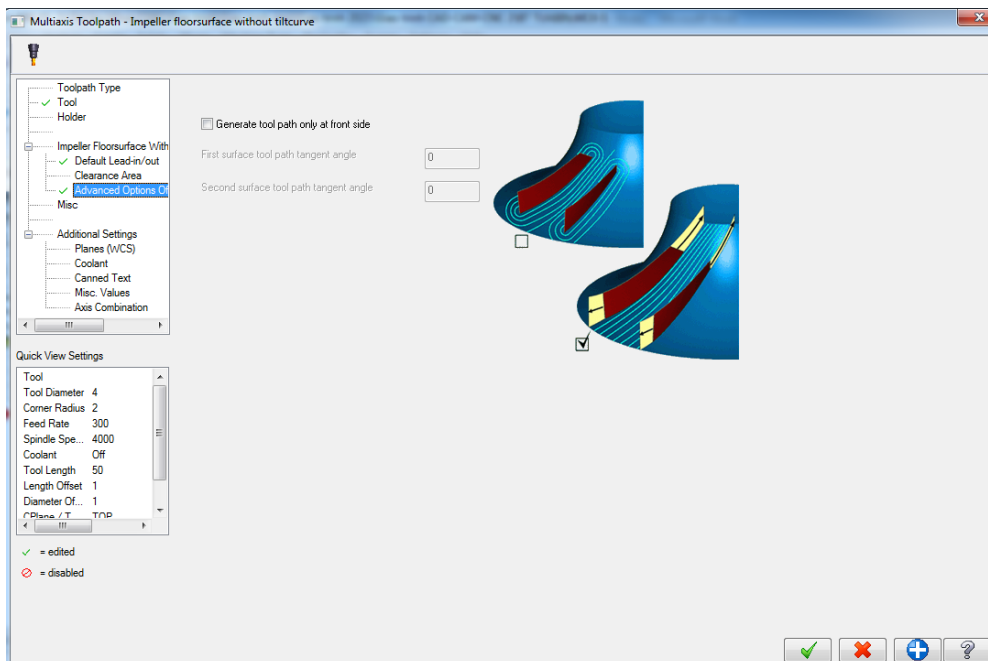 Multiaxis Toolpath - Impeller floorsurface without tiltcurve
Toolpath Type
Tool
Holder
Impeller Floorsurface With
Default Lead-in/out
Clearance Area
Advanced Options Of
Misc
Additional Settings
Planes (WCS)
Coolant
Canned Text
Misc. Values
Axis Combination
Generate tool path only at front side
First surface tool path tangent angle 0
Second surface tool path tangent angle 0
Quick View Settings
Tool
Tool Diameter 4
Corner Radius 2
Feed Rate 300
Spindle Spe... 4000
Coolant Off
Tool Length 50
Length Offset 1
Diameter Of... 1
CPlane / T... TOP
= edited
= disabled